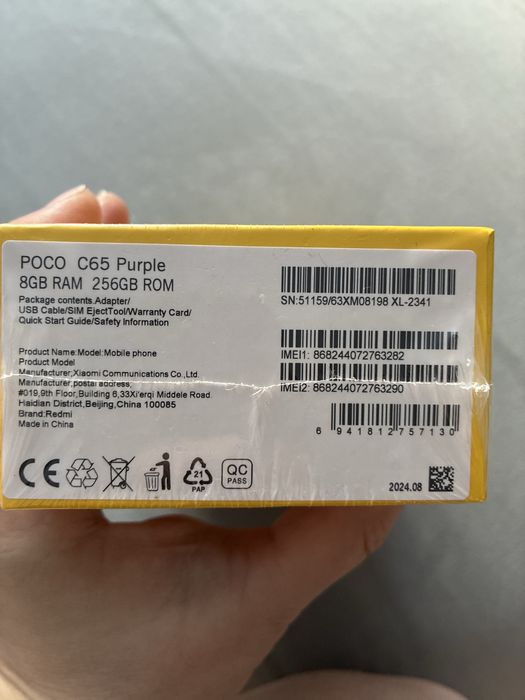 POCO C65 Purple
8GB RAM 256GB ROM
Package contents.Adapter/
USB Cable/SIM EjectTool/Warranty Card/
Quick Start Guide/Safety Information
Product Name:Model:Mobile phone
Product Model
Manufacturer,Xiaomi Communications Co.,Ltd.
Manufacturer,postal address;
#019,9th Floor,Building 6,33Xi'erqi Middele Road
Haidian District,Beijing,China 100085
Brand:Redmi
Made in China
SN:51159/63XM08198 XL-2341
IMEI1: 868244072763282
IMEI2: 868244072763290
6 941812 757130
CE
21
PAP
QC
PASS
2024.08